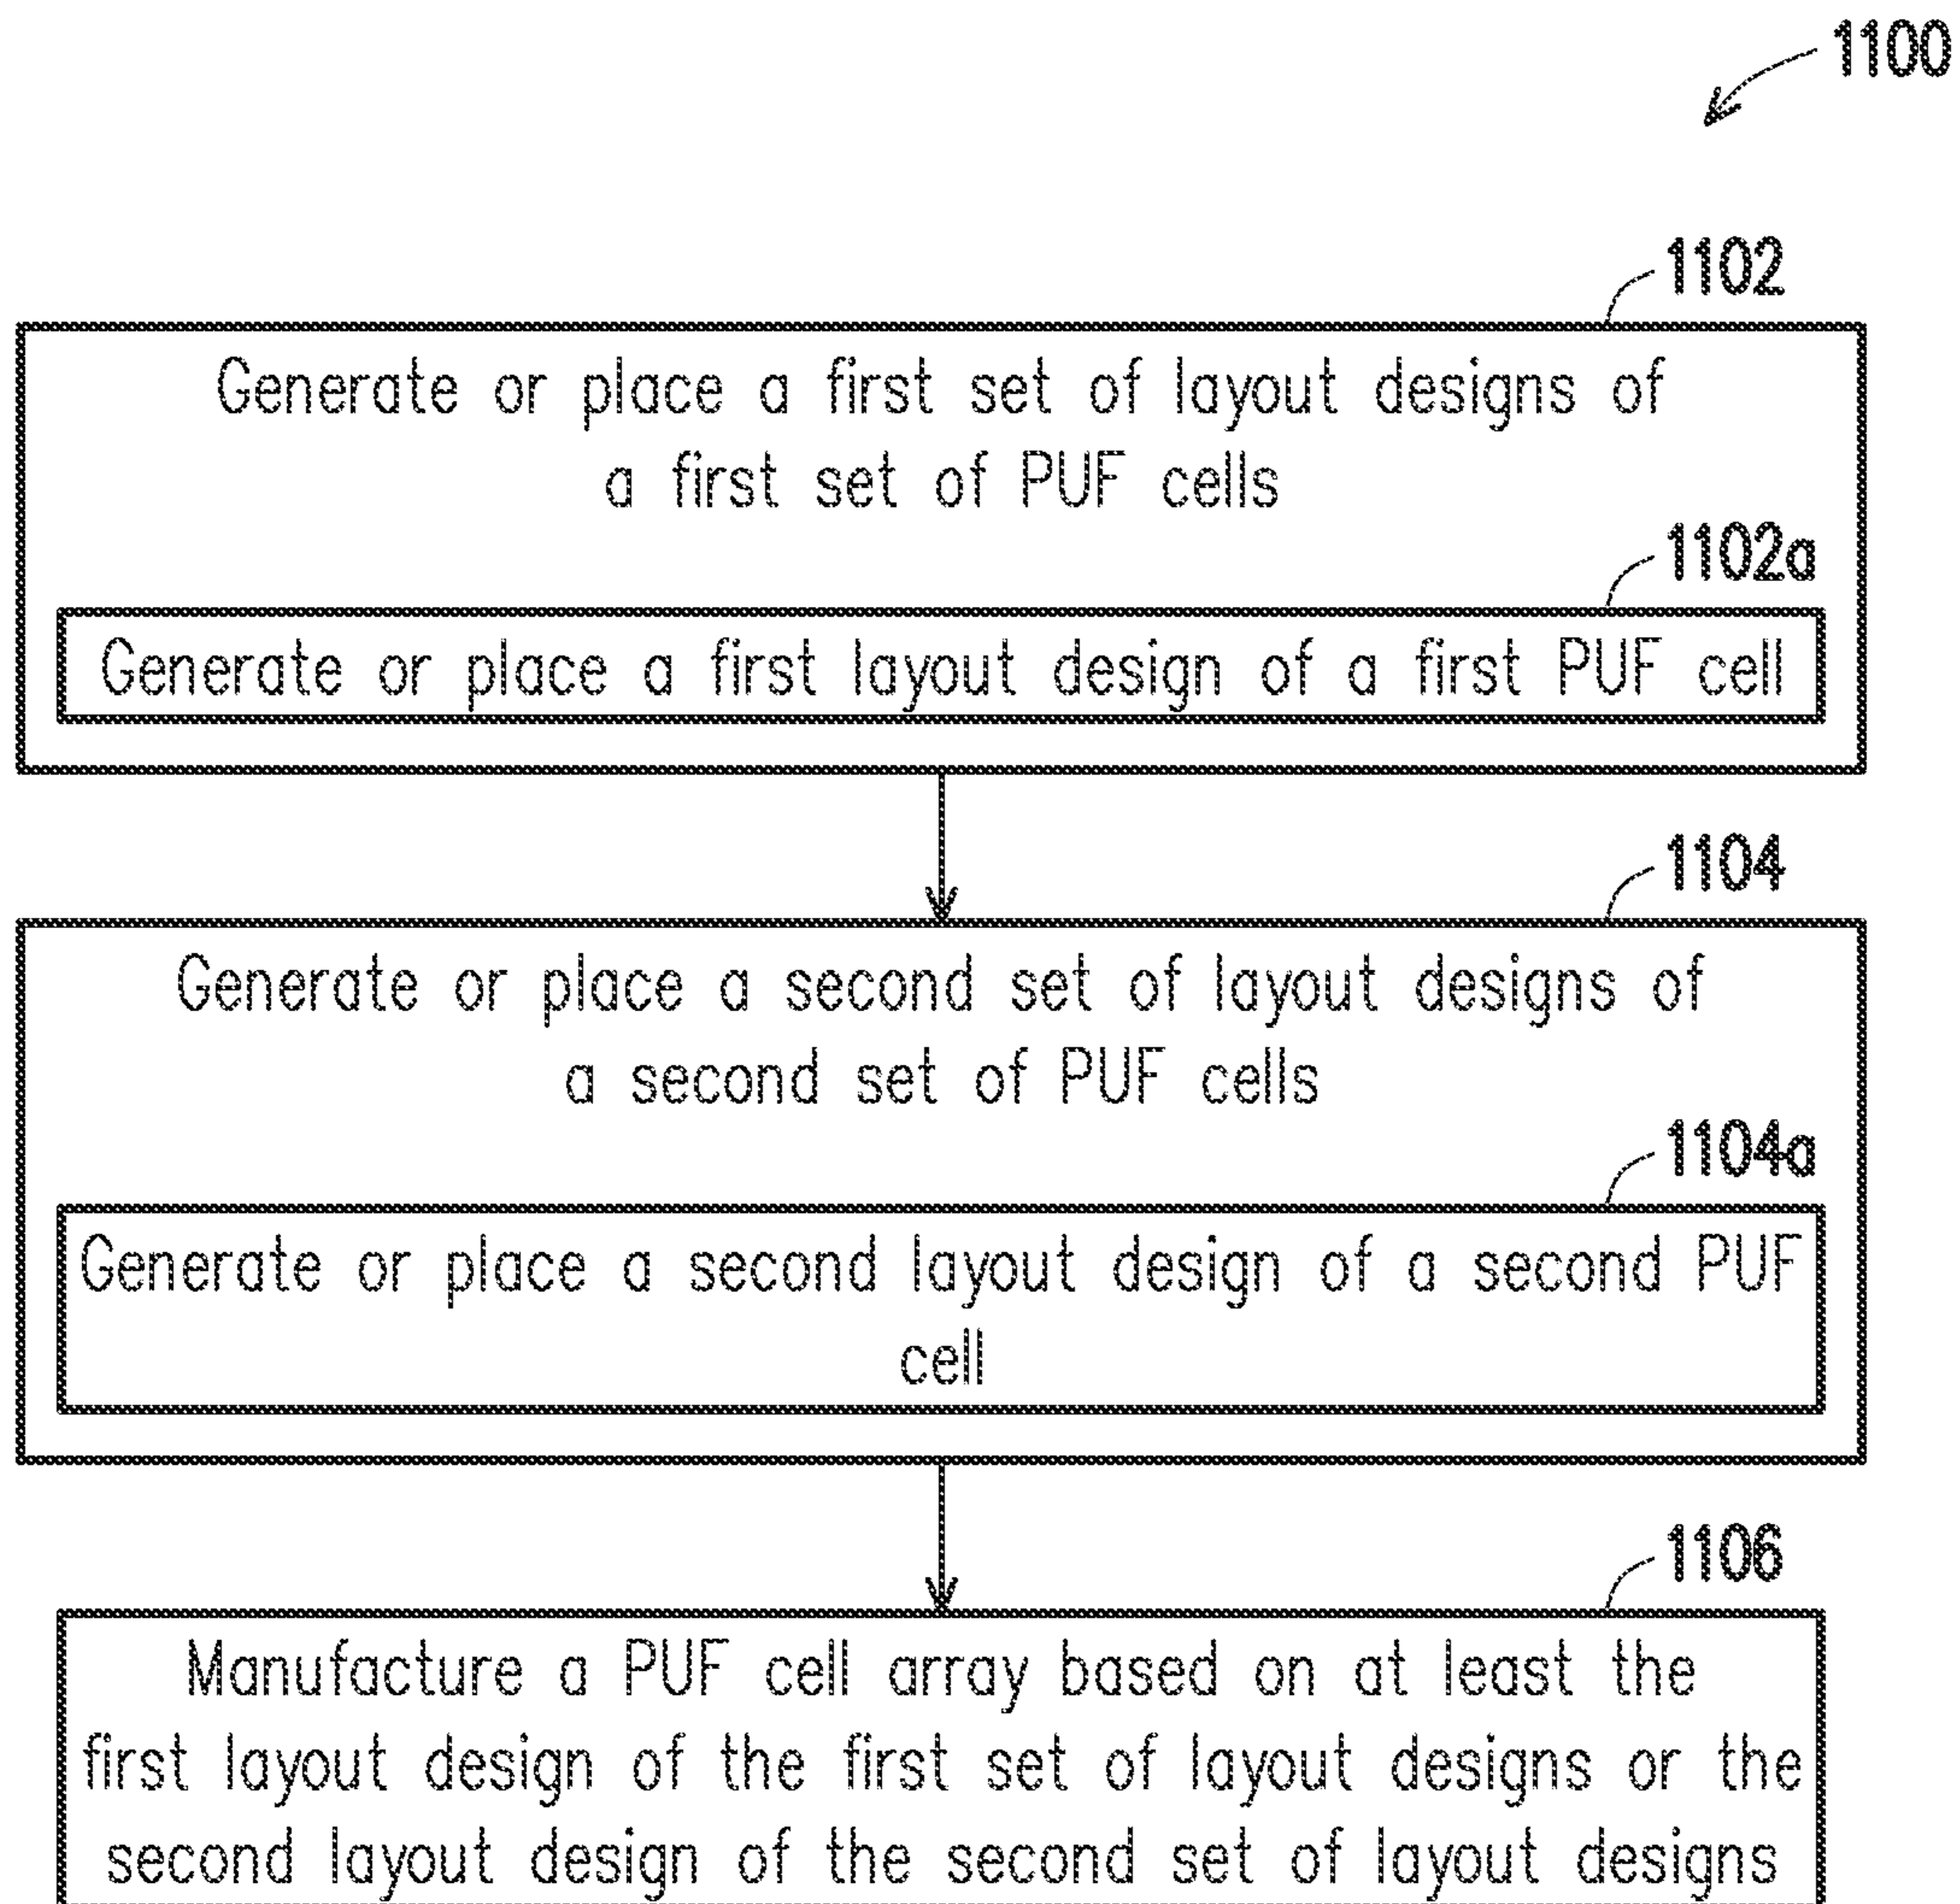 1100
1102
Generate or place a first set of layout designs of
a first set of PUF cells
1102a
Generate or place a first layout design of a first PUF cell
1104
Generate or place a second set of layout designs of
a second set of PUF cells
1104a
Generate or place a second layout design of a second PUF
cell
1106
Manufacture a PUF cell array based on at least the
first layout design of the first set of layout designs or the
second layout design of the second set of layout designs